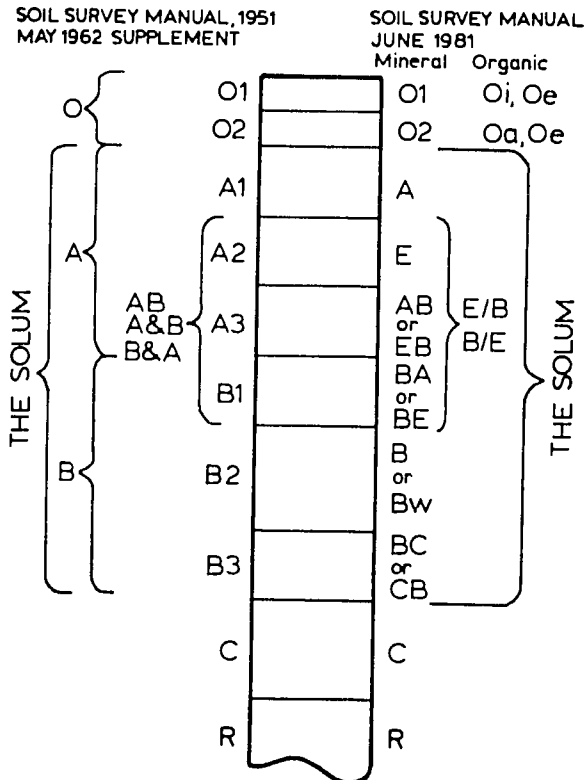 SOIL SURVEY MANUAL, 1951
MAY 1962 SUPPLEMENT
SOIL SURVEY MANUAL
JUNE 1981
Mineral Organic
O
O1
O1
Oi, Oe
O2
O2
Oa, Oe
A1
A
A
A2
E
AB
A&B
B&A
A3
AB
or
EB
E/B
B/E
B1
BA
or
BE
THE SOLUM
THE SOLUM
B
B2
B
or
Bw
B3
BC
or
CB
C
C
R
R